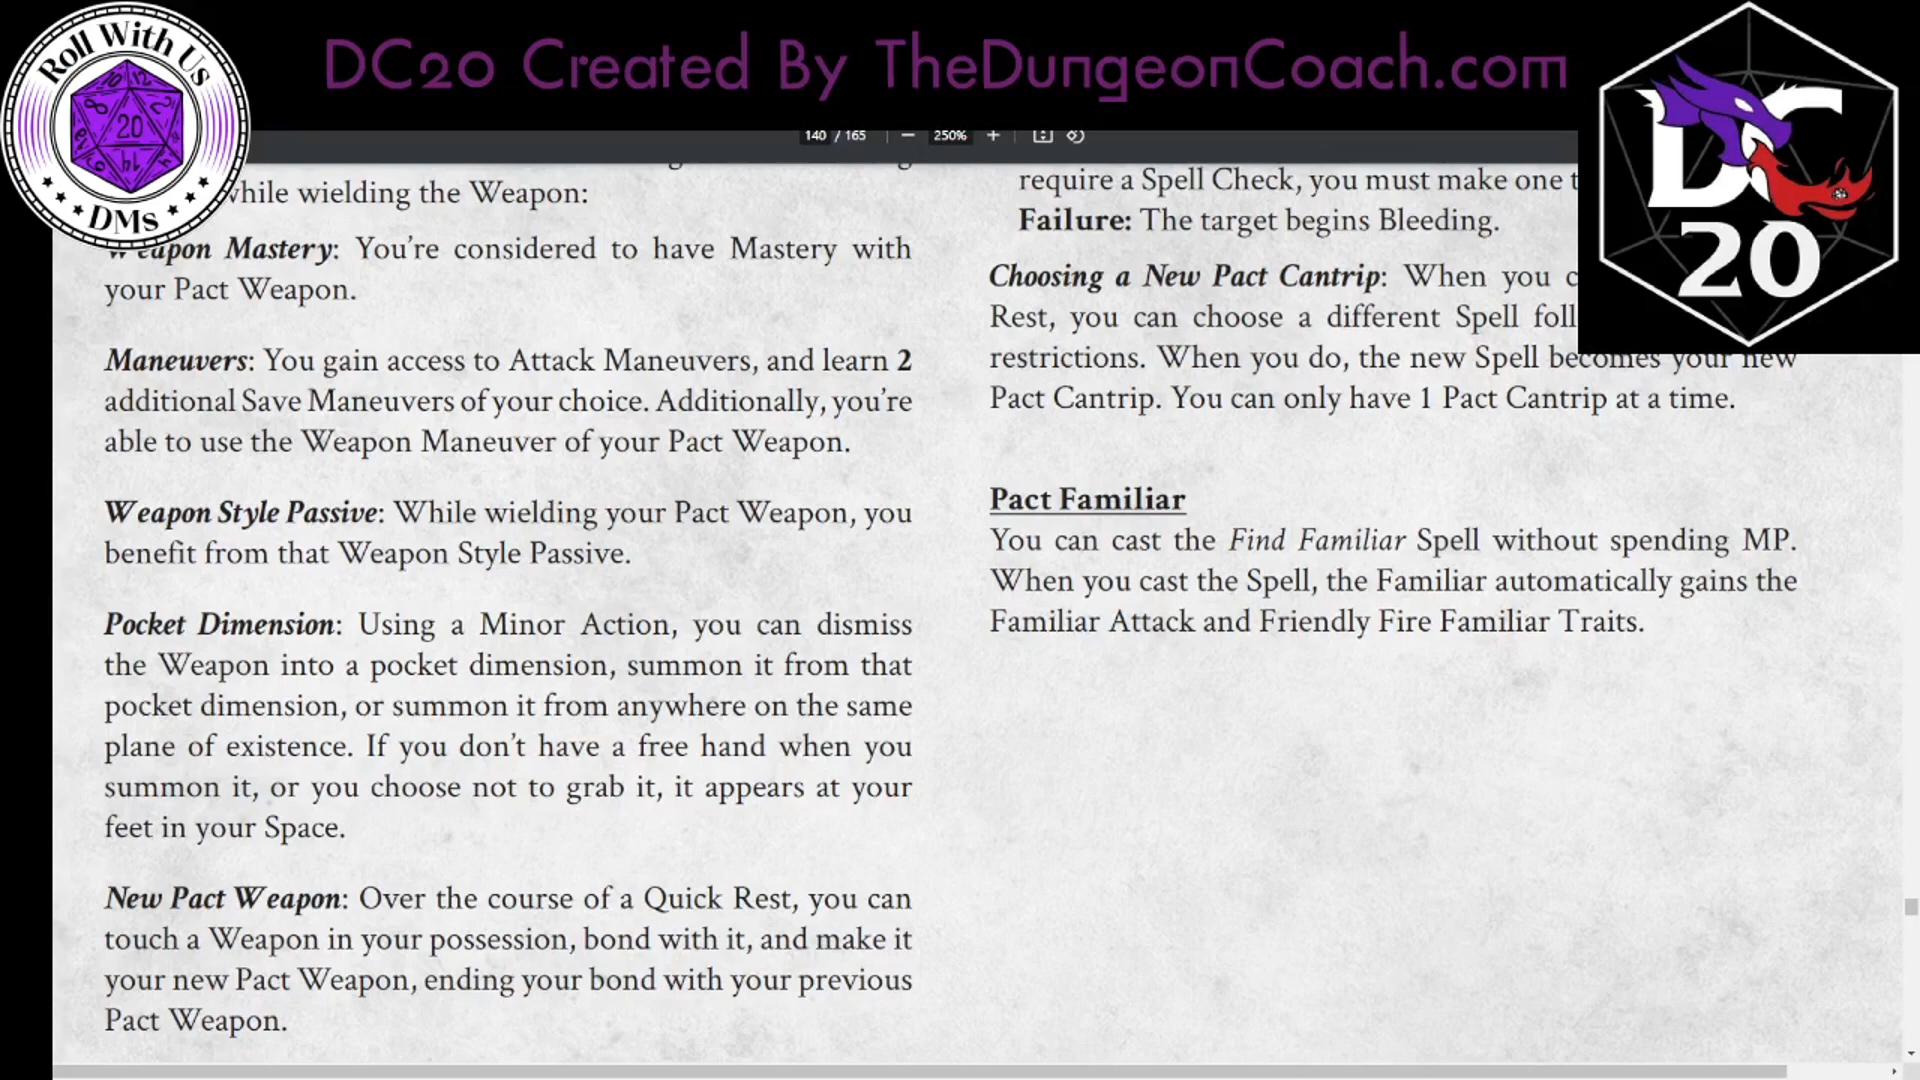 Roll With Us
20
DMs
DC20 Created By TheDungeonCoach.com
DC
20
140 / 165
250%
while wielding the Weapon:
Weapon Mastery: You're considered to have Mastery with
your Pact Weapon.
Maneuvers: You gain access to Attack Maneuvers, and learn 2
additional Save Maneuvers of your choice. Additionally, you're
able to use the Weapon Maneuver of your Pact Weapon.
Weapon Style Passive: While wielding your Pact Weapon, you
benefit from that Weapon Style Passive.
Pocket Dimension: Using a Minor Action, you can dismiss
the Weapon into a pocket dimension, summon it from that
pocket dimension, or summon it from anywhere on the same
plane of existence. If you don't have a free hand when you
summon it, or you choose not to grab it, it appears at your
feet in your Space.
New Pact Weapon: Over the course of a Quick Rest, you can
touch a Weapon in your possession, bond with it, and make it
your new Pact Weapon, ending your bond with your previous
Pact Weapon.
require a Spell Check, you must make one
Failure: The target begins Bleeding.
Choosing a New Pact Cantrip: When you
Rest, you can choose a different Spell
restrictions. When you do, the new Spell becomes your new
Pact Cantrip. You can only have 1 Pact Cantrip at a time.
Pact Familiar
You can cast the Find Familiar Spell without spending MP.
When you cast the Spell, the Familiar automatically gains the
Familiar Attack and Friendly Fire Familiar Traits.